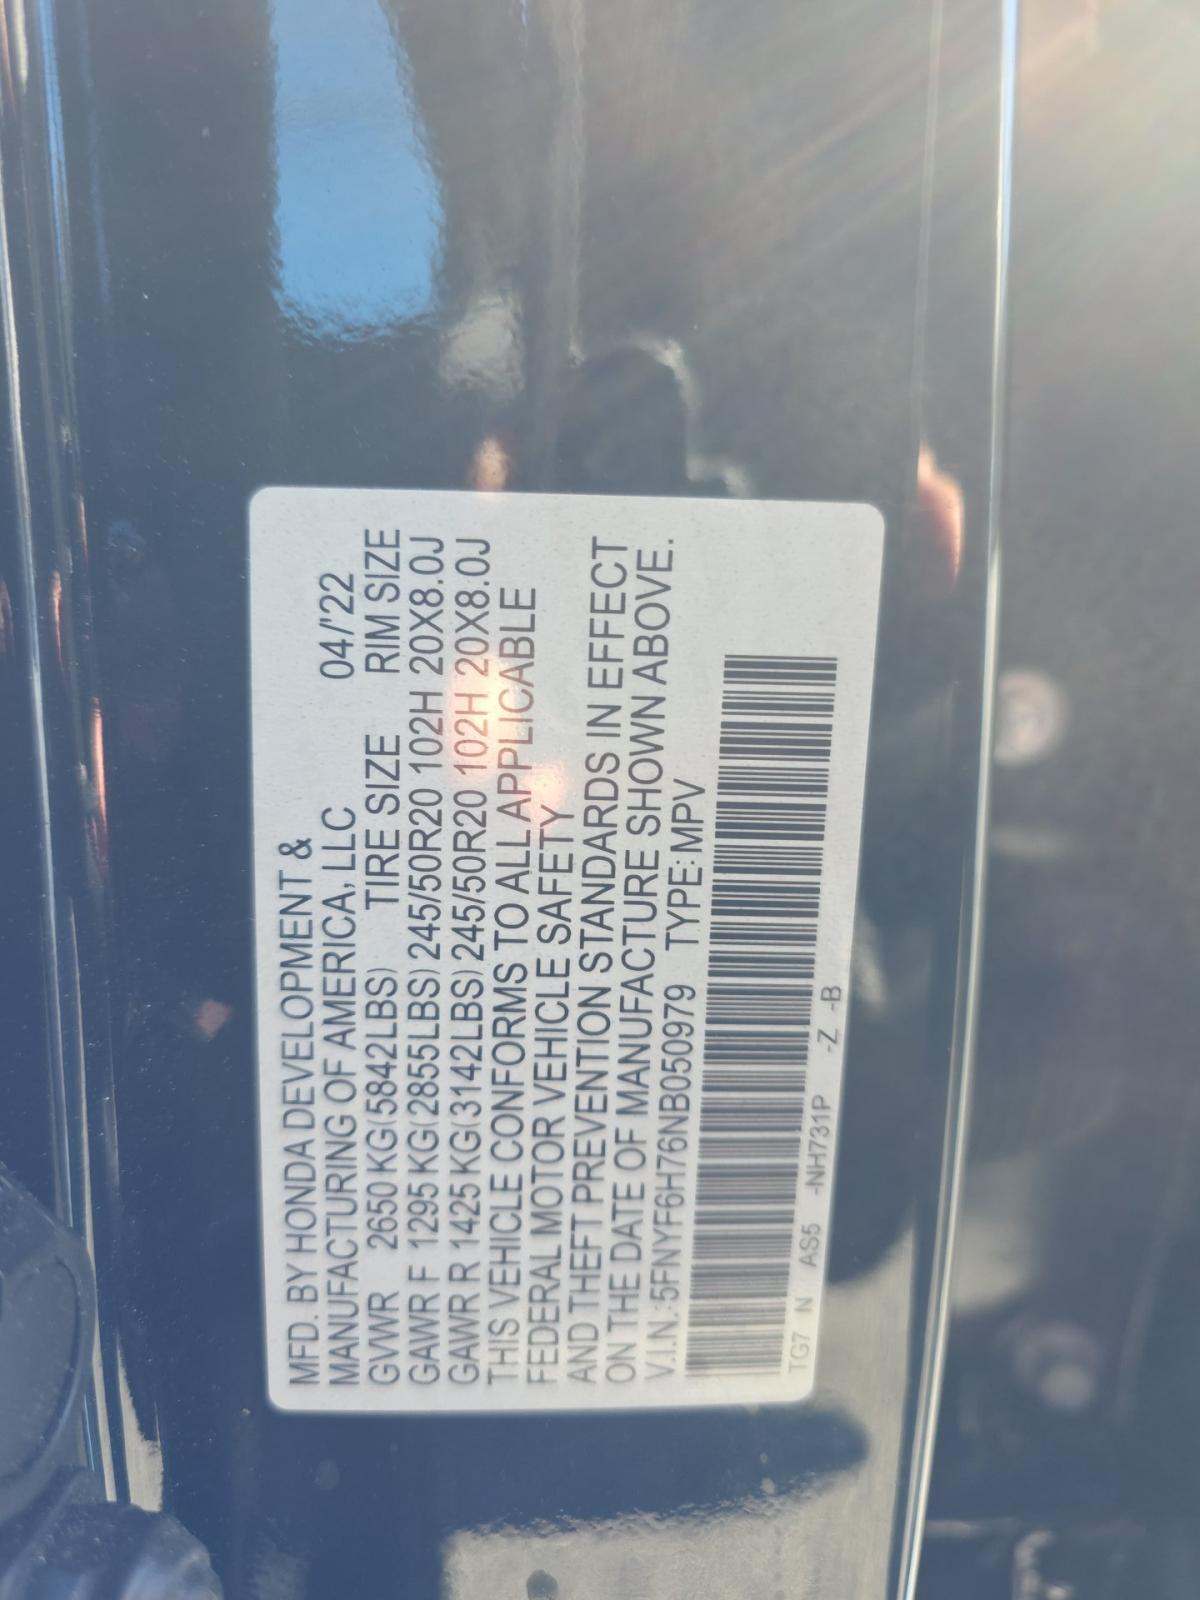 MFD. BY HONDA DEVELOPMENT &
MANUFACTURING OF AMERICA, LLC 04/'22
GVWR 2650 KG(5842LBS) TIRE SIZE RIM SIZE
GAWR F 1295 KG(2855LBS) 245/50R20 102H 20X8.0J
GAWR R 1425 KG(3142LBS) 245/50R20 102H 20X8.0J
THIS VEHICLE CONFORMS TO ALL APPLICABLE
FEDERAL MOTOR VEHICLE SAFETY
AND THEFT PREVENTION STANDARDS IN EFFECT
ON THE DATE OF MANUFACTURE SHOWN ABOVE.
V.I.N.:5FNYF6H76NB050979 TYPE:MPV
TG7 N AS5 -NH731P -Z -B